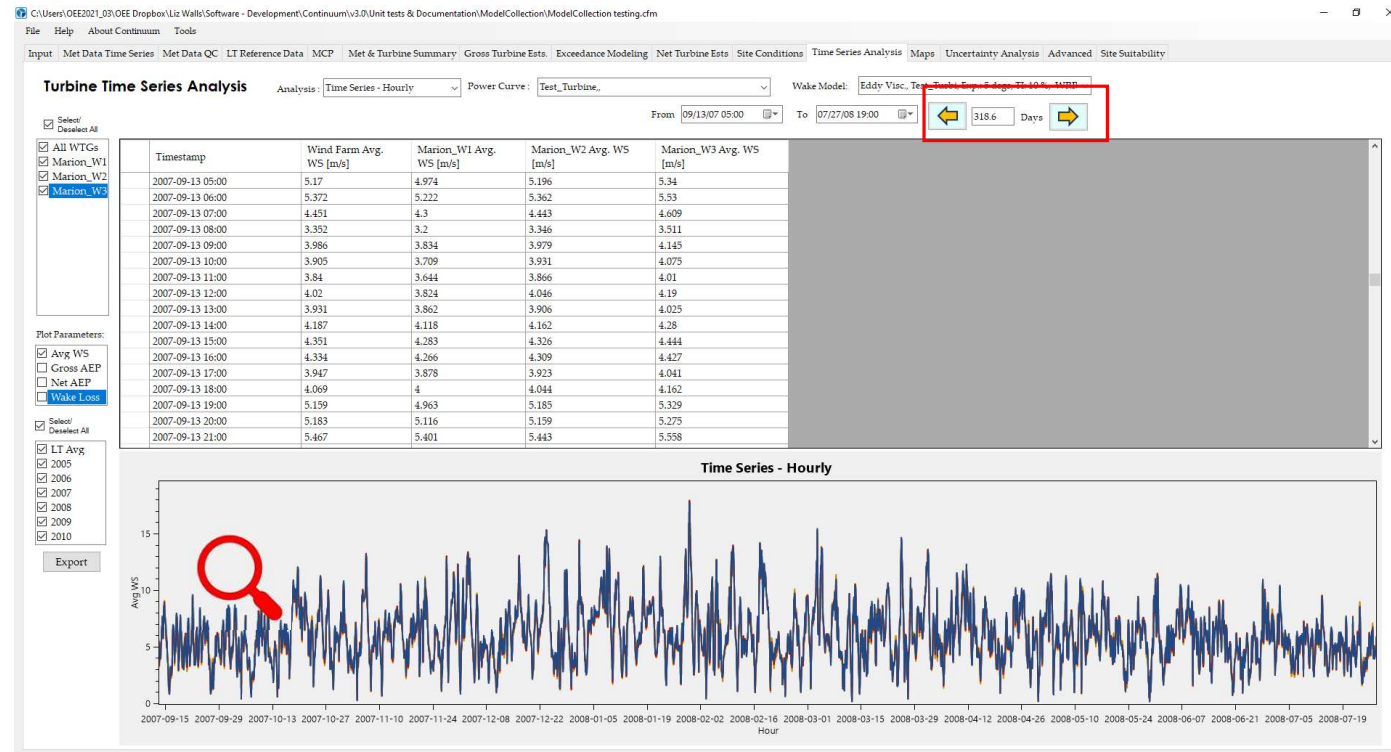 C:\Users\OEE2021_03\OEE Dropbox\Liz Walls\Software - Development\Continuum\v3.0\Unit tests & Documentation\ModelCollection\ModelCollection testing.cfm
File Help About Continuum Tools
Input Met Data Time Series Met Data QC LT Reference Data MCP Met & Turbine Summary Gross Turbine Ests. Exceedance Modeling Net Turbine Ests Site Conditions Time Series Analysis Maps Uncertainty Analysis Advanced Site Suitability
Turbine Time Series Analysis
Analysis : Time Series - Hourly Power Curve : Test_Turbine,, Wake Model: Eddy Visc., Test_Turbi, Exp.: 5 degs, TI: 10 %, WRF
From 09/13/07 05:00 To 07/27/08 19:00 318.6 Days
Select/
Deselect All
All WTGs
Marion_W1
Marion_W2
Marion_W3
Timestamp Wind Farm Avg. WS [m/s] Marion_W1 Avg. WS [m/s] Marion_W2 Avg. WS [m/s] Marion_W3 Avg. WS [m/s]
2007-09-13 05:00 5.17 4.974 5.196 5.34
2007-09-13 06:00 5.372 5.222 5.362 5.53
2007-09-13 07:00 4.451 4.3 4.443 4.609
2007-09-13 08:00 3.352 3.2 3.346 3.511
2007-09-13 09:00 3.986 3.834 3.979 4.145
2007-09-13 10:00 3.905 3.709 3.931 4.075
2007-09-13 11:00 3.84 3.644 3.866 4.01
2007-09-13 12:00 4.02 3.824 4.046 4.19
2007-09-13 13:00 3.931 3.862 3.906 4.025
2007-09-13 14:00 4.187 4.118 4.162 4.28
2007-09-13 15:00 4.351 4.283 4.326 4.444
2007-09-13 16:00 4.334 4.266 4.309 4.427
2007-09-13 17:00 3.947 3.878 3.923 4.041
2007-09-13 18:00 4.069 4 4.044 4.162
2007-09-13 19:00 5.159 4.963 5.185 5.329
2007-09-13 20:00 5.183 5.116 5.159 5.275
2007-09-13 21:00 5.467 5.401 5.443 5.558
Plot Parameters:
Avg WS
Gross AEP
Net AEP
Wake Loss
Select/
Deselect All
LT Avg
2005
2006
2007
2008
2009
2010
Export
Time Series - Hourly
Avg WS
15
10
5
0
2007-09-15 2007-09-29 2007-10-13 2007-10-27 2007-11-10 2007-11-24 2007-12-08 2007-12-22 2008-01-05 2008-01-19 2008-02-02 2008-02-16 2008-03-01 2008-03-15 2008-03-29 2008-04-12 2008-04-26 2008-05-10 2008-05-24 2008-06-07 2008-06-21 2008-07-05 2008-07-19
Hour